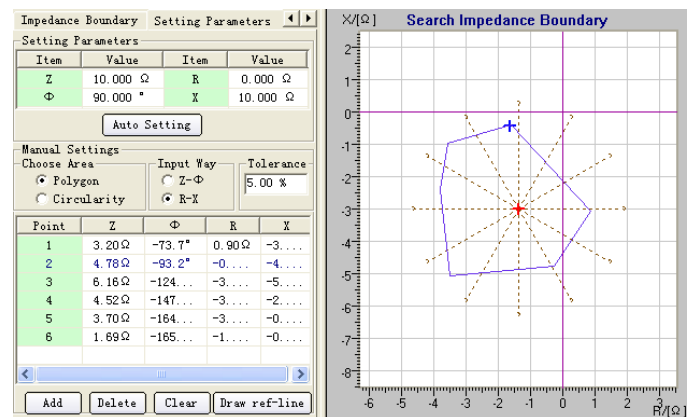 Impedance Boundary Setting Parameters
Setting Parameters
Item Value Item Value
Z 10.000 Ω R 0.000 Ω
Φ 90.000 ° X 10.000 Ω
Auto Setting
Manual Settings
Choose Area Input Way Tolerance
Polygon Z-Φ 5.00 %
Circularity R-X
Point Z Φ R X
1 3.20Ω -73.7° 0.90Ω -3....
2 4.78Ω -93.2° -0.... -4....
3 6.16Ω -124... -3.... -5....
4 4.52Ω -147... -3.... -2....
5 3.70Ω -164... -3.... -0....
6 1.69Ω -165... -1.... -0....
Add Delete Clear Draw ref-line
X/[Ω] Search Impedance Boundary
2
1
0
-1
-2
-3
-4
-5
-6
-7
-8
-6 -5 -4 -3 -2 -1 0 1 2 3
R/[Ω]